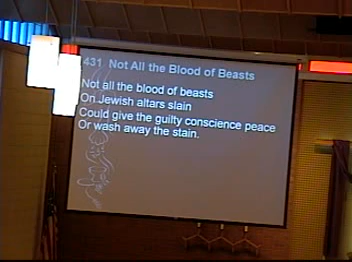 431 Not All the Blood of Beasts
Not all the blood of beasts
On Jewish altars slain
Could give the guilty conscience peace
Or wash away the stain.